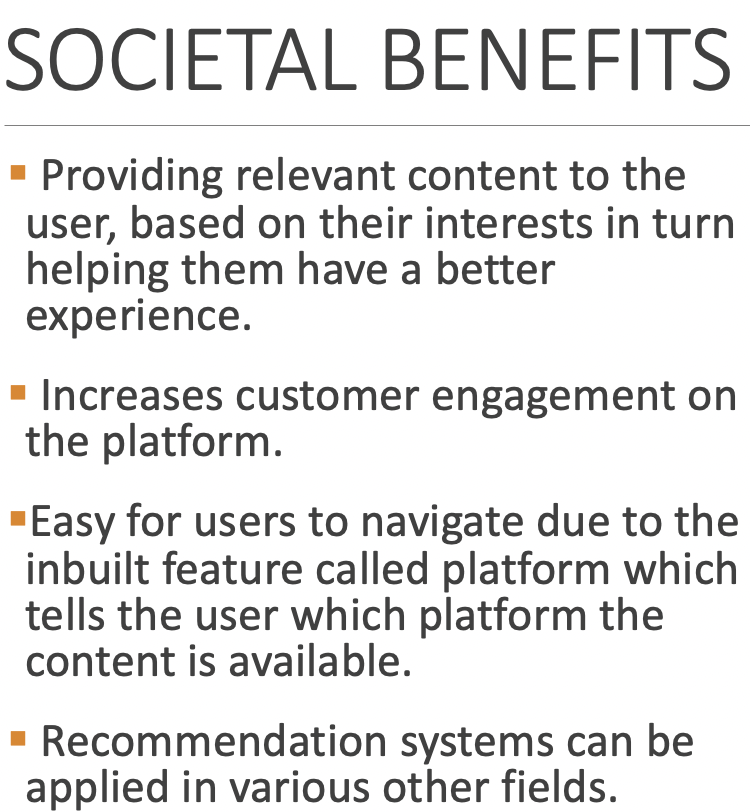 SOCIETAL BENEFITS
▪ Providing relevant content to the
user, based on their interests in turn
helping them have a better
experience.
▪ Increases customer engagement on
the platform.
▪Easy for users to navigate due to the
inbuilt feature called platform which
tells the user which platform the
content is available.
▪ Recommendation systems can be
applied in various other fields.